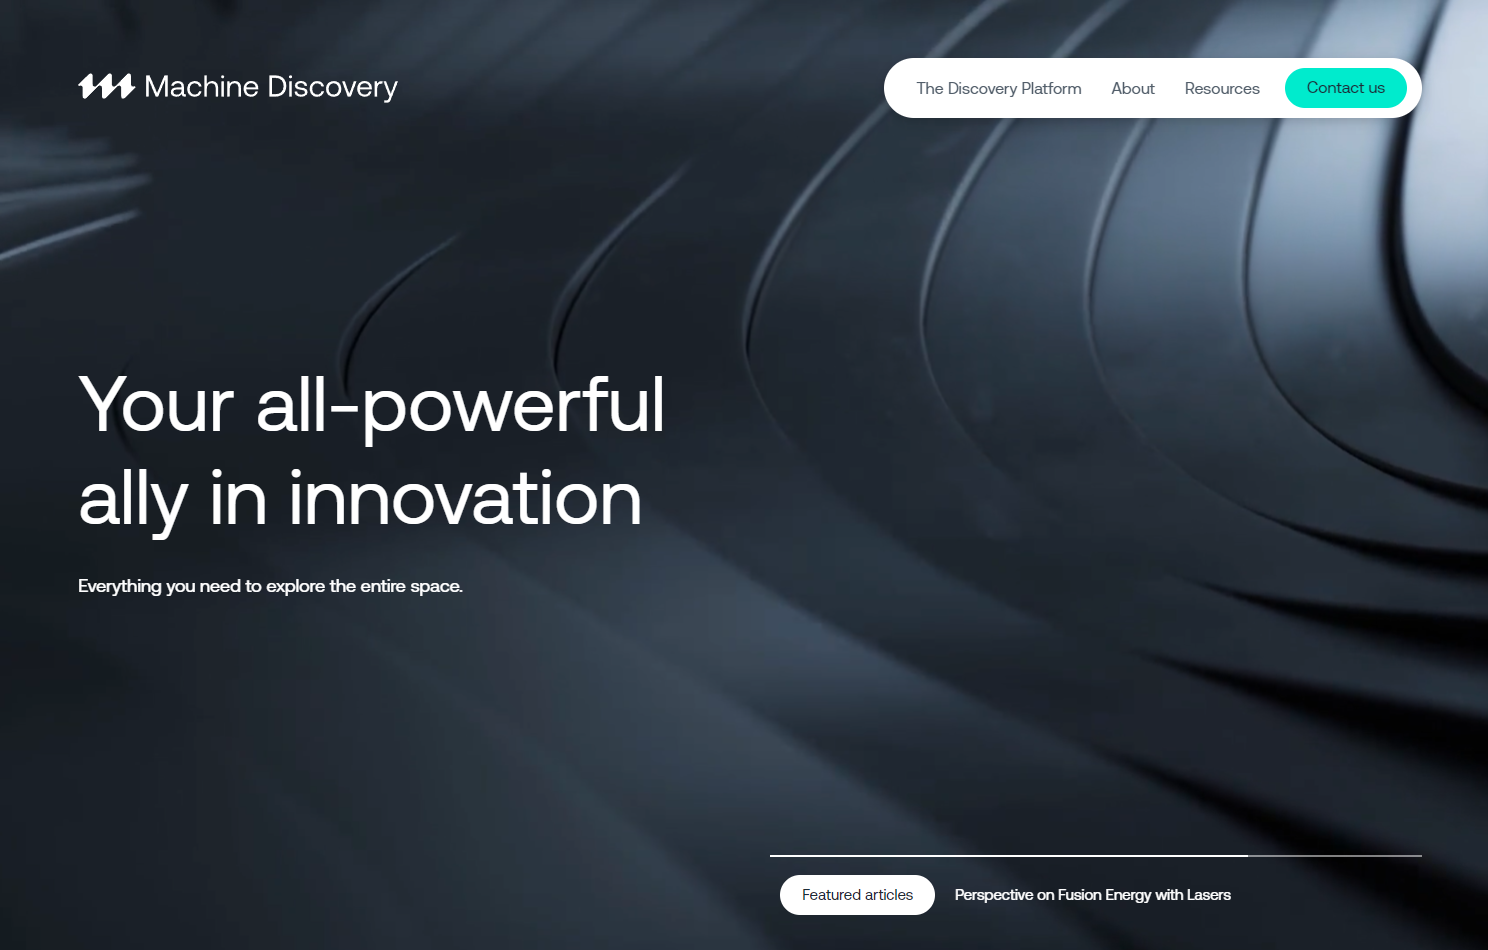 Machine Discovery
The Discovery Platform
About
Resources
Contact us
Your all-powerful
ally in innovation
Everything you need to explore the entire space.
Featured articles
Perspective on Fusion Energy with Lasers